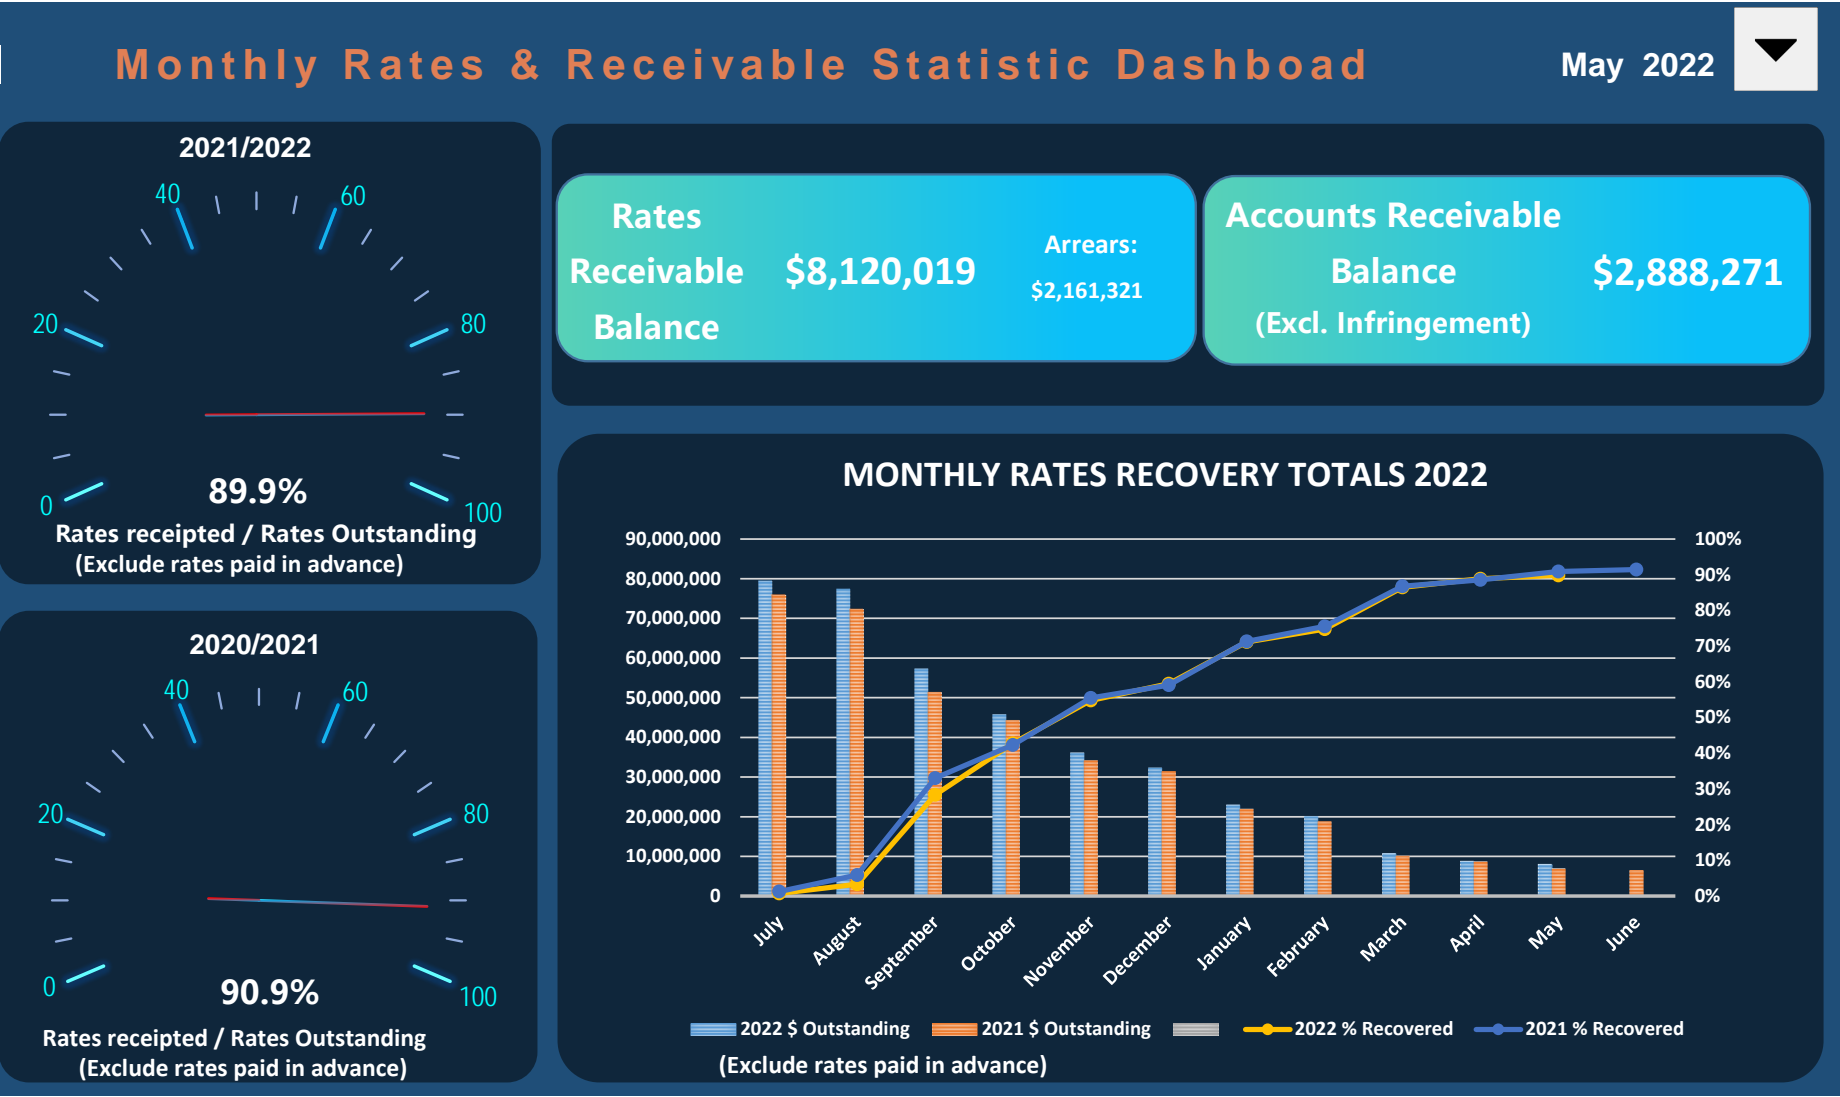 Monthly Rates & Receivable Statistic Dashboad
May 2022
2021/2022
40
60
20
80
0
100
89.9%
Rates receipted / Rates Outstanding
(Exclude rates paid in advance)
2020/2021
40
60
20
80
0
100
90.9%
Rates receipted / Rates Outstanding
(Exclude rates paid in advance)
Rates
Receivable
Balance
$8,120,019
Arrears:
$2,161,321
Accounts Receivable
Balance
(Excl. Infringement)
$2,888,271
MONTHLY RATES RECOVERY TOTALS 2022
90,000,000
80,000,000
70,000,000
60,000,000
50,000,000
40,000,000
30,000,000
20,000,000
10,000,000
0
100%
90%
80%
70%
60%
50%
40%
30%
20%
10%
0%
July
August
September
October
November
December
January
February
March
April
May
June
2022 $ Outstanding
2021 $ Outstanding
2022 % Recovered
2021 % Recovered
(Exclude rates paid in advance)